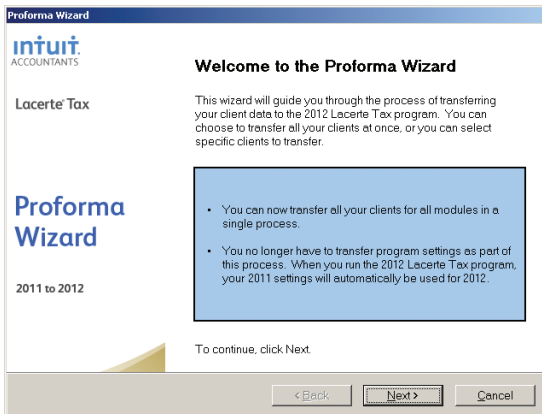 Proforma Wizard
intuit.
ACCOUNTANTS
Lacerte Tax
Proforma
Wizard
2011 to 2012
Welcome to the Proforma Wizard
This wizard will guide you through the process of transferring
your client data to the 2012 Lacerte Tax program. You can
choose to transfer all your clients at once, or you can select
specific clients to transfer.
• You can now transfer all your clients for all modules in a
single process.
• You no longer have to transfer program settings as part of
this process. When you run the 2012 Lacerte Tax program,
your 2011 settings will automatically be used for 2012.
To continue, click Next.
< Back
Next >
Cancel